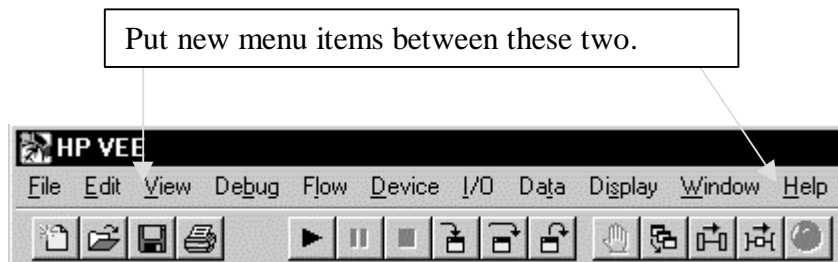 Put new menu items between these two.
HP VEE
File Edit View Debug Flow Device I/O Data Display Window Help